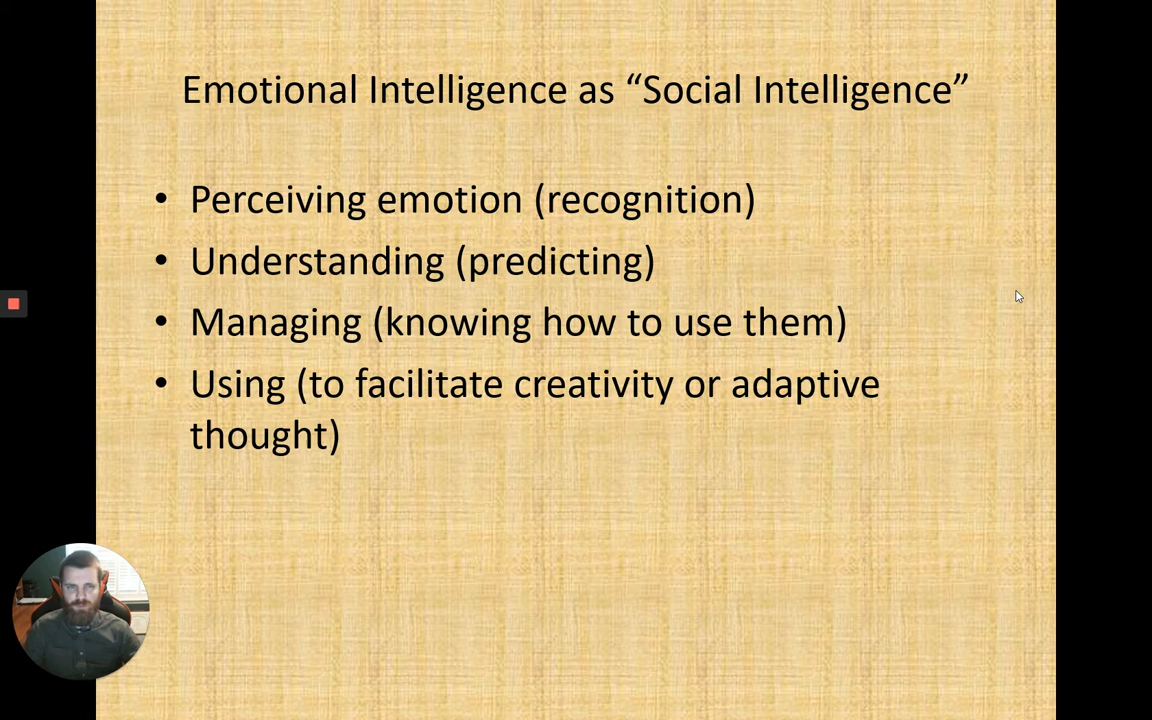 Emotional Intelligence as “Social Intelligence”
• Perceiving emotion (recognition)
• Understanding (predicting)
• Managing (knowing how to use them)
• Using (to facilitate creativity or adaptive
thought)